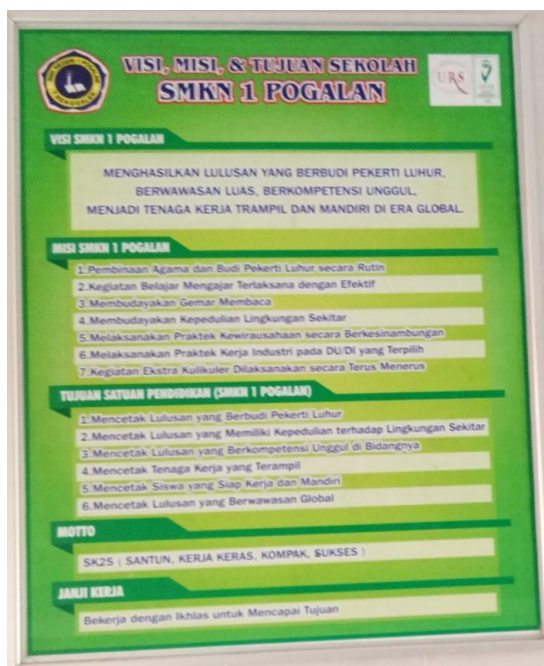 VISI, MISI, & TUJUAN SEKOLAH
SMKN 1 POGALAN
URS
VISI SMKN 1 POGALAN
MENGHASILKAN LULUSAN YANG BERBUDI PEKERTI LUHUR,
BERWAWASAN LUAS, BERKOMPETENSI UNGGUL,
MENJADI TENAGA KERJA TRAMPIL DAN MANDIRI DI ERA GLOBAL.
MISI SMKN 1 POGALAN
1.Pembinaan Agama dan Budi Pekerti Luhur secara Rutin
2.Kegiatan Belajar Mengajar Terlaksana dengan Efektif
3.Membudayakan Gemar Membaca
4.Membudayakan Kepedulian Lingkungan Sekitar
5.Melaksanakan Praktek Kewirausahaan secara Berkesinambungan
6.Melaksanakan Praktek Kerja Industri pada DU/DI yang Terpilih
7.Kegiatan Ekstra Kulikuler Dilaksanakan secara Terus Menerus
TUJUAN SATUAN PENDIDIKAN (SMKN 1 POGALAN)
1.Mencetak Lulusan yang Berbudi Pekerti Luhur
2.Mencetak Lulusan yang Memiliki Kepedulian terhadap Lingkungan Sekitar
3.Mencetak Lulusan yang Berkompetensi Unggul di Bidangnya
4.Mencetak Tenaga Kerja yang Terampil
5.Mencetak Siswa yang Siap Kerja dan Mandiri
6.Mencetak Lulusan yang Berwawasan Global
MOTTO
SK2S ( SANTUN, KERJA KERAS, KOMPAK, SUKSES )
JANJI KERJA
Bekerja dengan Ikhlas untuk Mencapai Tujuan